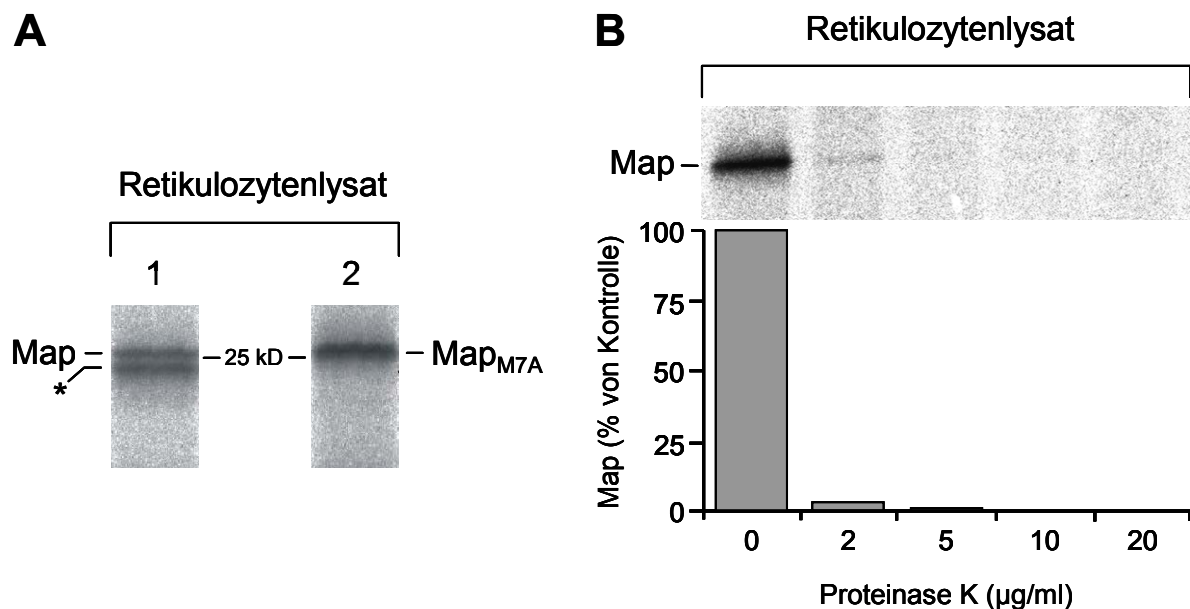 A
Retikulozytenlysat
1 2
Map – – 25 kD – – MapM7A
*
B
Retikulozytenlysat
Map –
Map (% von Kontrolle)
100
75
50
25
0
0 2 5 10 20
Proteinase K (µg/ml)